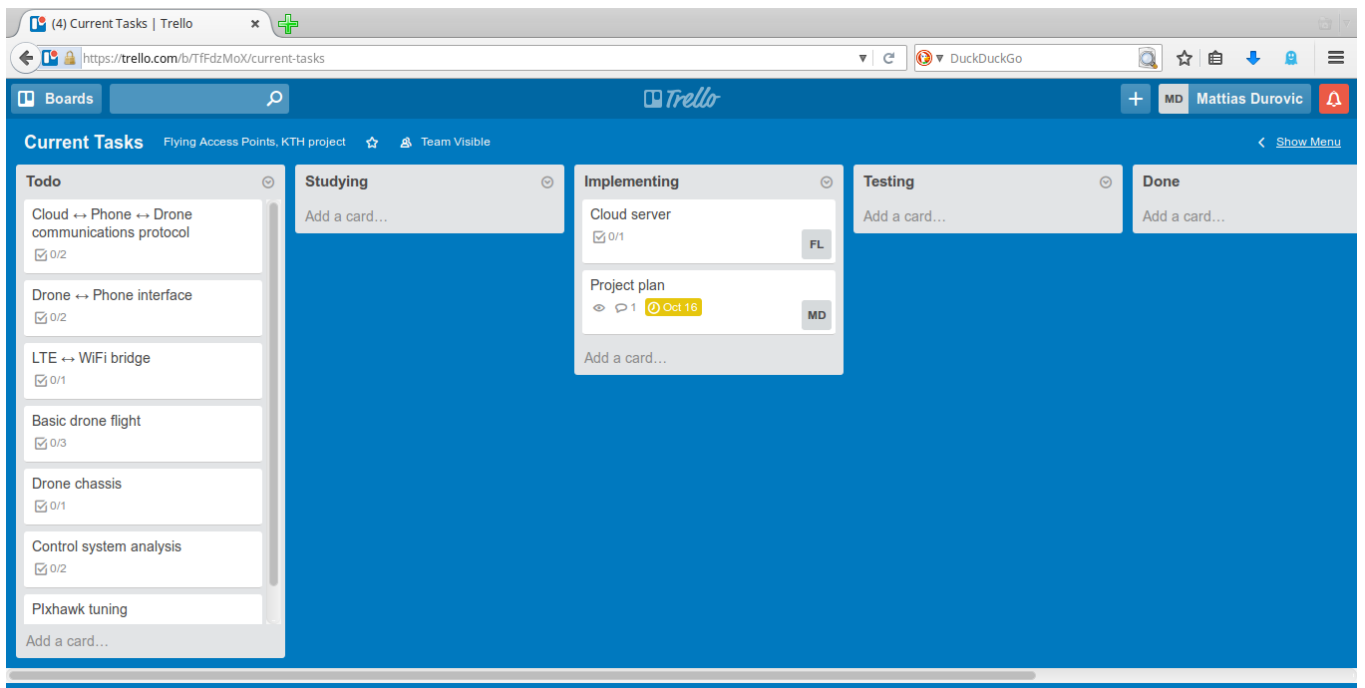 (4) Current Tasks | Trello
https://trello.com/b/TfFdzMoX/current-tasks
DuckDuckGo
Boards
Trello
MD Mattias Durovic
Current Tasks Flying Access Points, KTH project Team Visible Show Menu
Todo
Cloud ↔ Phone ↔ Drone
communications protocol
0/2
Drone ↔ Phone interface
0/2
LTE ↔ WiFi bridge
0/1
Basic drone flight
0/3
Drone chassis
0/1
Control system analysis
0/2
PIxhawk tuning
Add a card…
Studying
Add a card…
Implementing
Cloud server
0/1
FL
Project plan
1 Oct 16
MD
Add a card…
Testing
Add a card…
Done
Add a card…